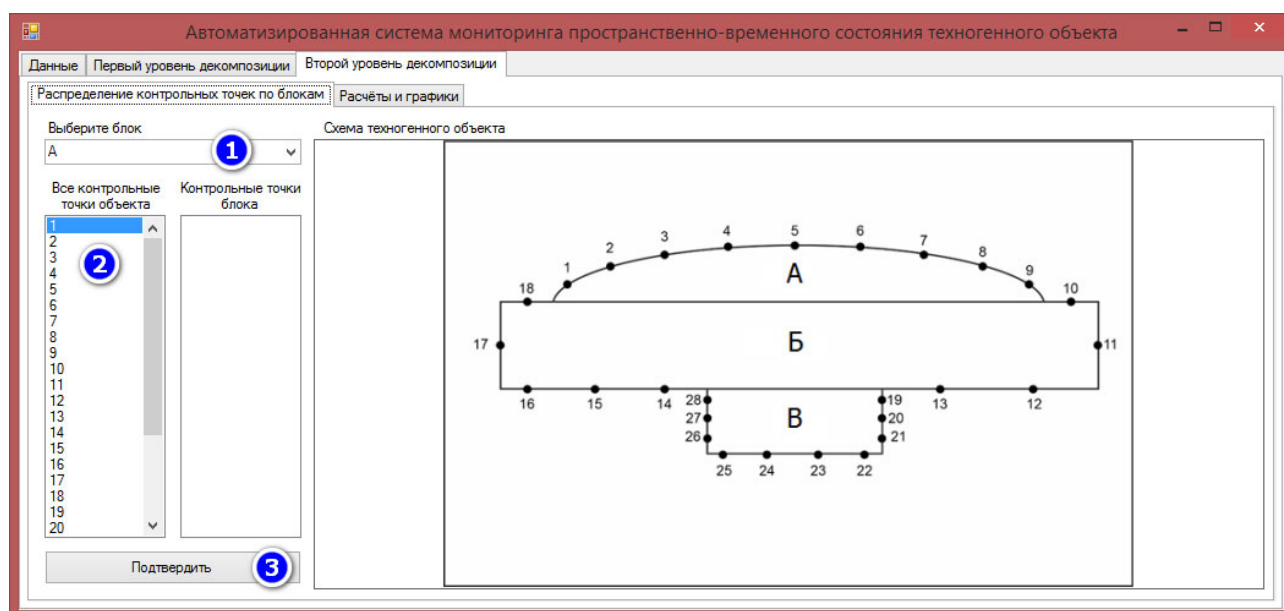 Автоматизированная система мониторинга пространственно-временного состояния техногенного объекта
Данные Первый уровень декомпозиции Второй уровень декомпозиции
Распределение контрольных точек по блокам Расчёты и графики
Выберите блок
А
1
Все контрольные
точки объекта
1
2
3
4
5
6
7
8
9
10
11
12
13
14
15
16
17
18
19
20
2
Контрольные точки
блока
Подтвердить
3
Схема техногенного объекта
1 2 3 4 5 6 7 8 9
А
18 10
17 Б 11
16 15 14 13 12
28 19
27 В 20
26 21
25 24 23 22